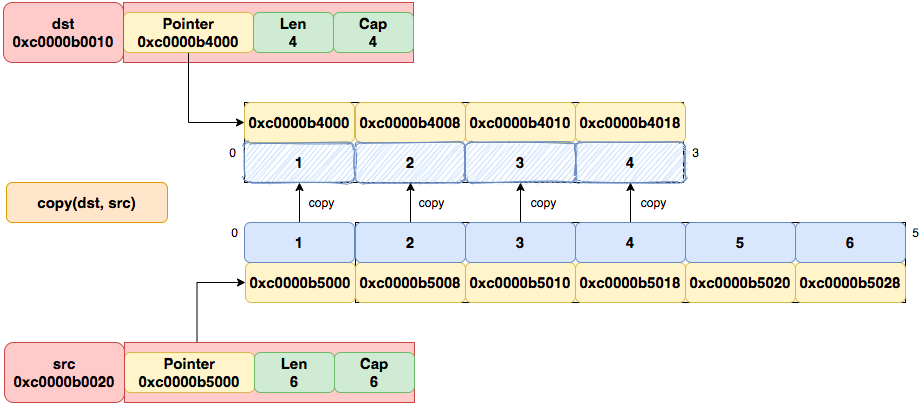 dst
0xc0000b0010
Pointer
0xc0000b4000
Len
4
Cap
4
0xc0000b4000 0xc0000b4008 0xc0000b4010 0xc0000b4018
0 1 2 3 4 3
copy(dst, src)
copy copy copy copy
0 1 2 3 4 5 6 5
0xc0000b5000 0xc0000b5008 0xc0000b5010 0xc0000b5018 0xc0000b5020 0xc0000b5028
src
0xc0000b0020
Pointer
0xc0000b5000
Len
6
Cap
6